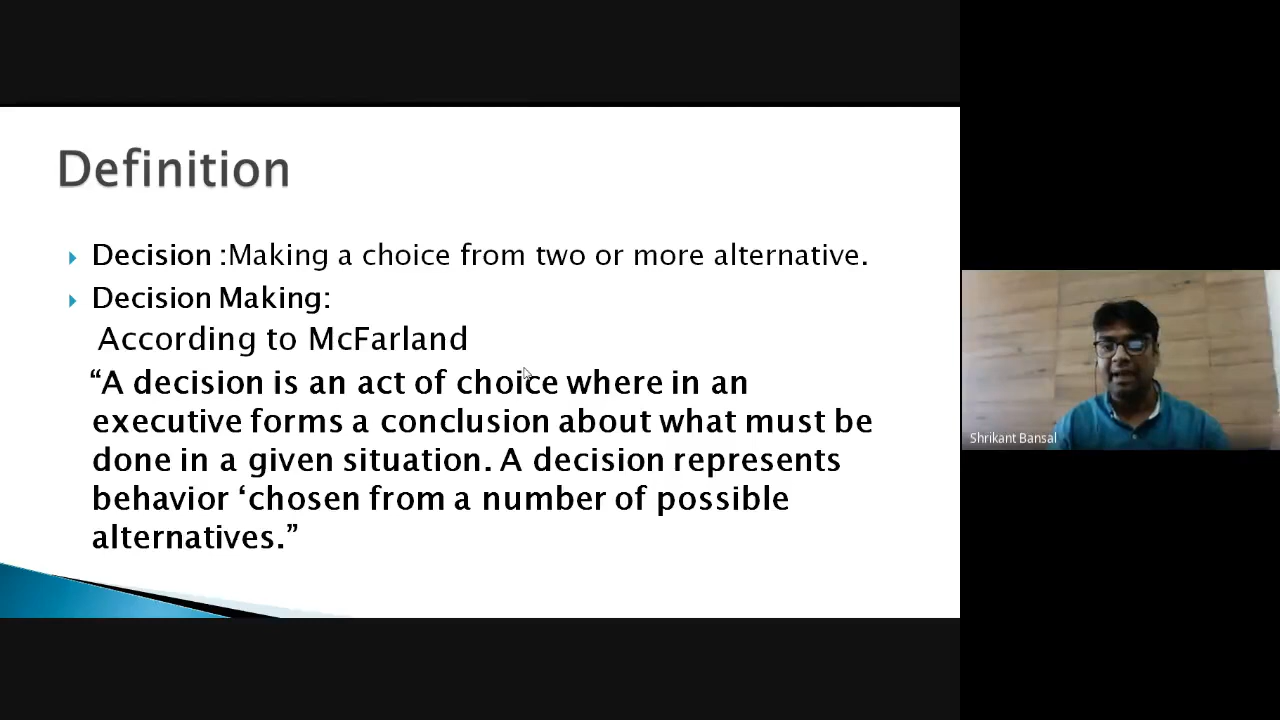 Definition
Decision :Making a choice from two or more alternative.
Decision Making:
According to McFarland
“A decision is an act of choice where in an
executive forms a conclusion about what must be
done in a given situation. A decision represents
behavior ‘chosen from a number of possible
alternatives.”
Shrikant Bansal